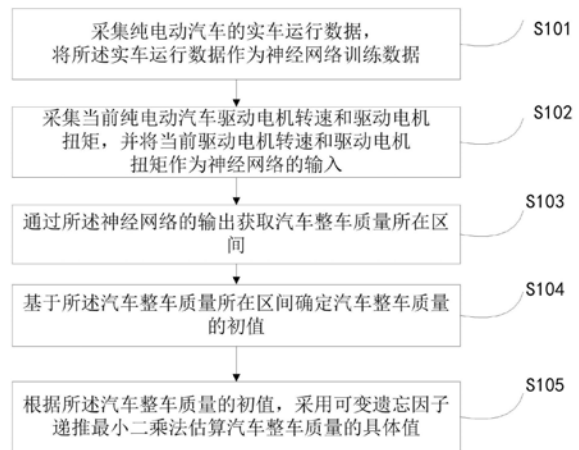 采集纯电动汽车的实车运行数据，
将所述实车运行数据作为神经网络训练数据
S101
采集当前纯电动汽车驱动电机转速和驱动电机
扭矩，并将当前驱动电机转速和驱动电机
扭矩作为神经网络的输入
S102
通过所述神经网络的输出获取汽车整车质量所在区
间
S103
基于所述汽车整车质量所在区间确定汽车整车质量
的初值
S104
根据所述汽车整车质量的初值，采用可变遗忘因子
递推最小二乘法估算汽车整车质量的具体值
S105